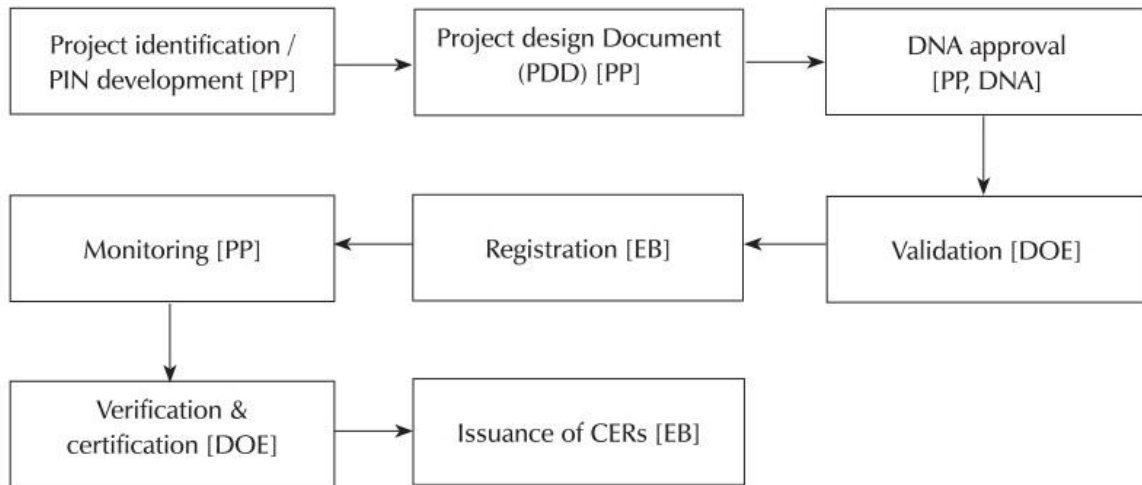 Project identification /
PIN development [PP]
Project design Document
(PDD) [PP]
DNA approval
[PP, DNA]
Validation [DOE]
Registration [EB]
Monitoring [PP]
Verification &
certification [DOE]
Issuance of CERs [EB]